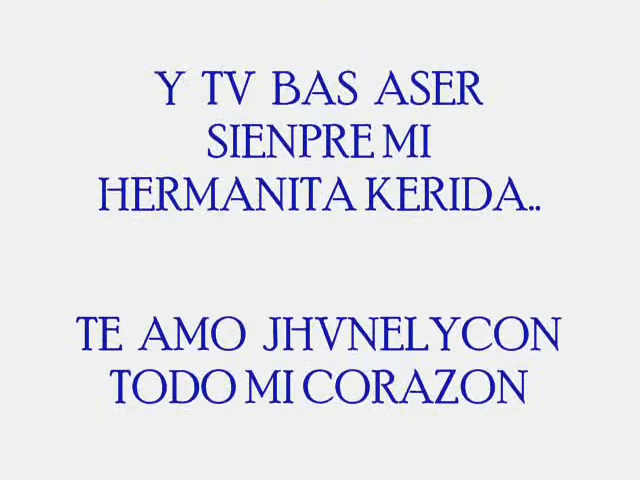 Y TV BAS ASER
SIENPRE MI
HERMANITA KERIDA..
TE AMO JHVNELYCON
TODO MI CORAZON